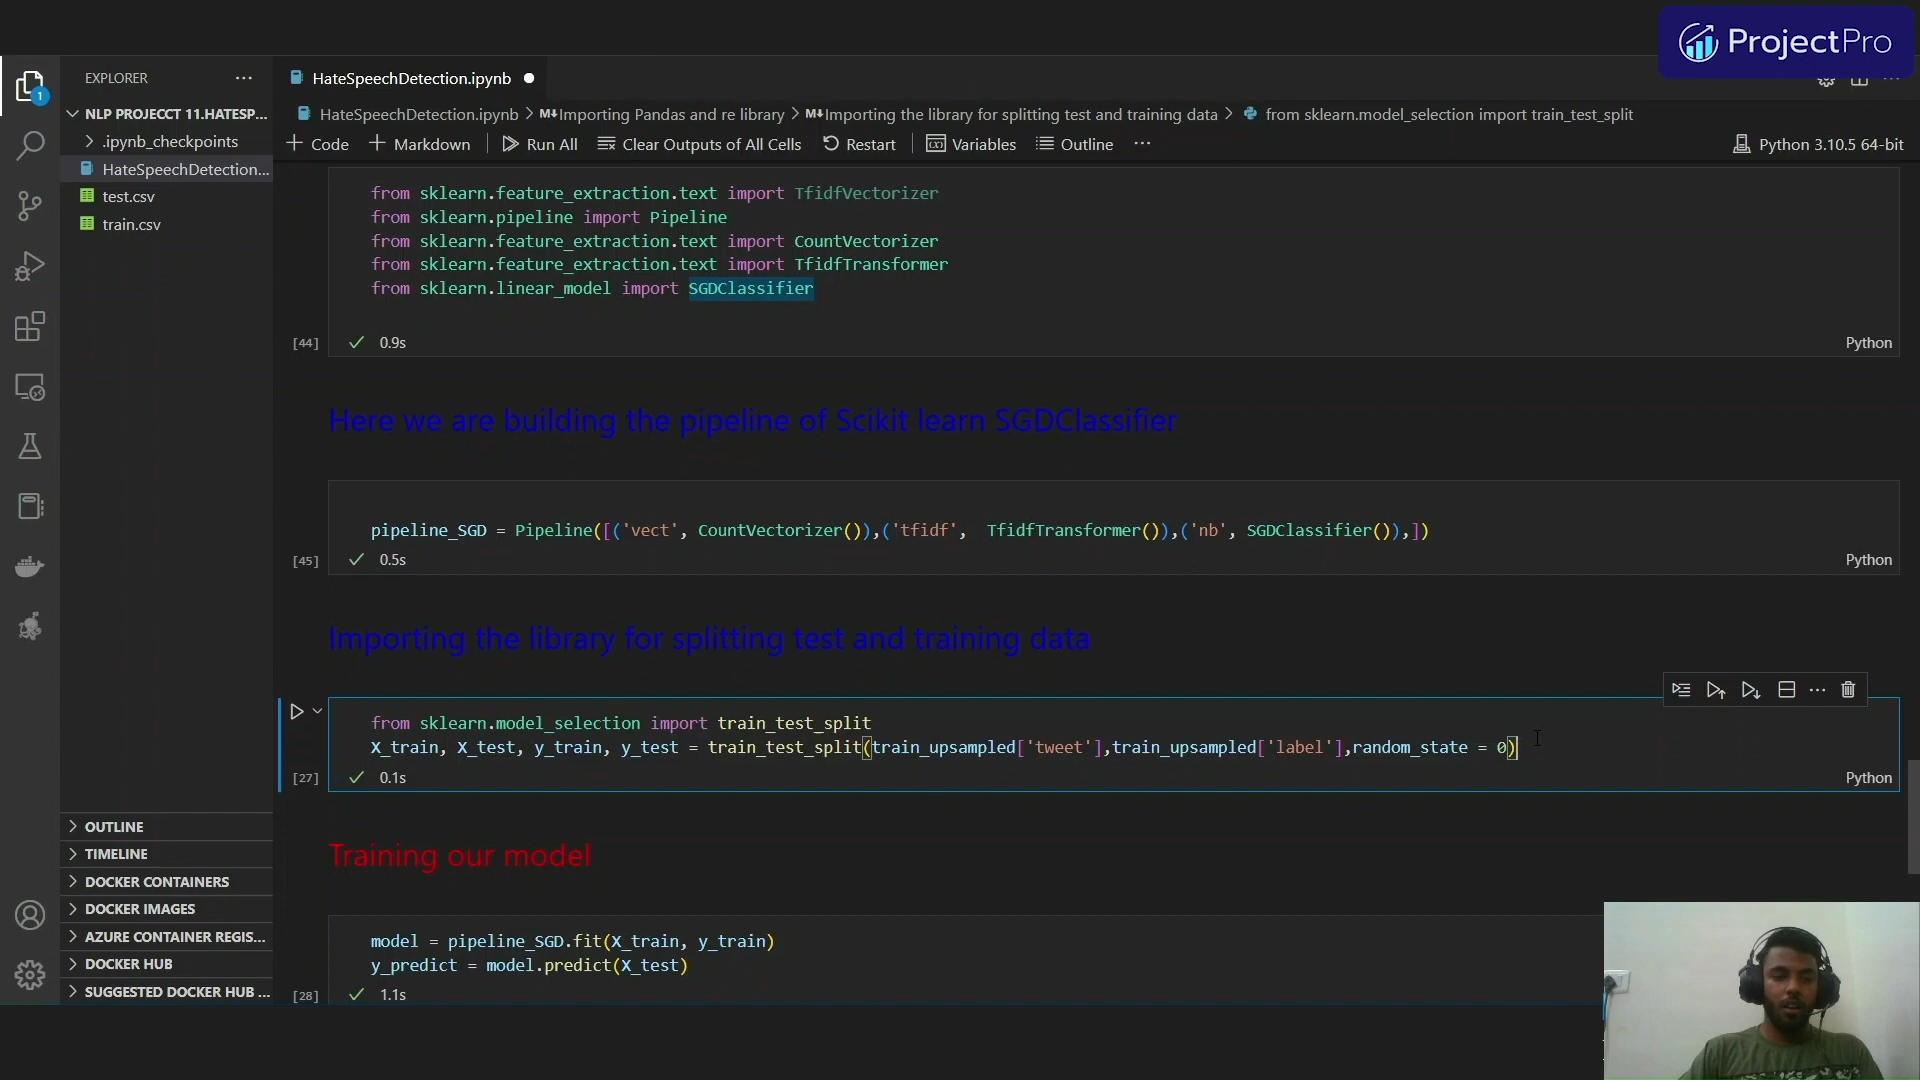 ProjectPro
EXPLORER
HateSpeechDetection.ipynb
NLP PROJECCT 11.HATESP...
.ipynb_checkpoints
HateSpeechDetection...
test.csv
train.csv
HateSpeechDetection.ipynb > M↓Importing Pandas and re library > M↓Importing the library for splitting test and training data > from sklearn.model_selection import train_test_split
Code
Markdown
Run All
Clear Outputs of All Cells
Restart
Variables
Outline
Python 3.10.5 64-bit
from sklearn.feature_extraction.text import TfidfVectorizer
from sklearn.pipeline import Pipeline
from sklearn.feature_extraction.text import CountVectorizer
from sklearn.feature_extraction.text import TfidfTransformer
from sklearn.linear_model import SGDClassifier
[44] 0.9s Python
Here we are building the pipeline of Scikit learn SGDClassifier
pipeline_SGD = Pipeline([('vect', CountVectorizer()),('tfidf',  TfidfTransformer()),('nb', SGDClassifier()),])
[45] 0.5s Python
Importing the library for splitting test and training data
from sklearn.model_selection import train_test_split
X_train, X_test, y_train, y_test = train_test_split(train_upsampled['tweet'],train_upsampled['label'],random_state = 0)
[27] 0.1s Python
Training our model
model = pipeline_SGD.fit(X_train, y_train)
y_predict = model.predict(X_test)
[28] 1.1s
OUTLINE
TIMELINE
DOCKER CONTAINERS
DOCKER IMAGES
AZURE CONTAINER REGIS...
DOCKER HUB
SUGGESTED DOCKER HUB ...
1